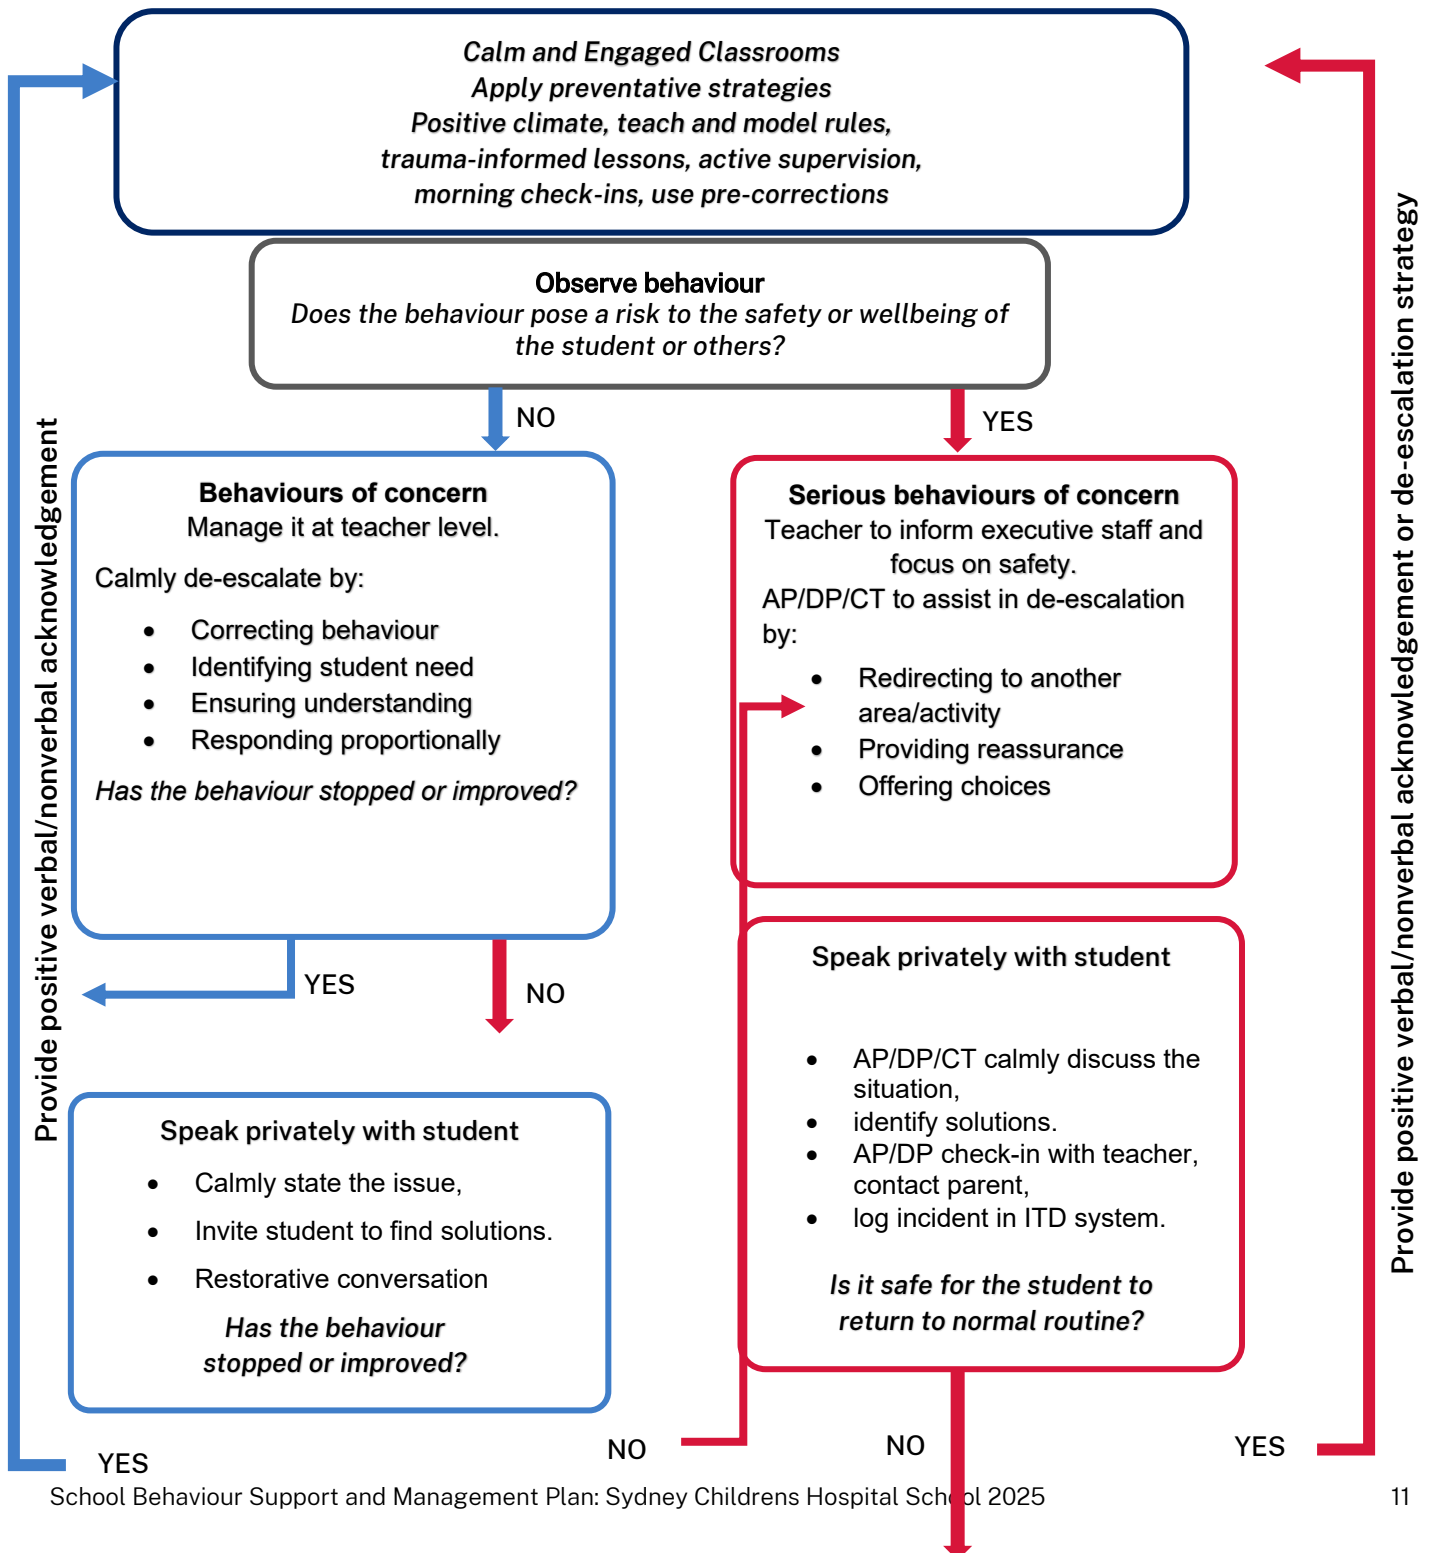 Calm and Engaged Classrooms
Apply preventative strategies
Positive climate, teach and model rules,
trauma-informed lessons, active supervision,
morning check-ins, use pre-corrections
Observe behaviour
Does the behaviour pose a risk to the safety or wellbeing of
the student or others?
NO
YES
Provide positive verbal/nonverbal acknowledgement
Behaviours of concern
Manage it at teacher level.
Calmly de-escalate by:
• Correcting behaviour
• Identifying student need
• Ensuring understanding
• Responding proportionally
Has the behaviour stopped or improved?
YES
NO
Speak privately with student
• Calmly state the issue,
• Invite student to find solutions.
• Restorative conversation
Has the behaviour
stopped or improved?
YES
NO
Serious behaviours of concern
Teacher to inform executive staff and
focus on safety.
AP/DP/CT to assist in de-escalation
by:
• Redirecting to another
area/activity
• Providing reassurance
• Offering choices
Speak privately with student
• AP/DP/CT calmly discuss the
situation,
• identify solutions.
• AP/DP check-in with teacher,
contact parent,
• log incident in ITD system.
Is it safe for the student to
return to normal routine?
NO
YES
Provide positive verbal/nonverbal acknowledgement or de-escalation strategy
School Behaviour Support and Management Plan: Sydney Childrens Hospital School 2025
11